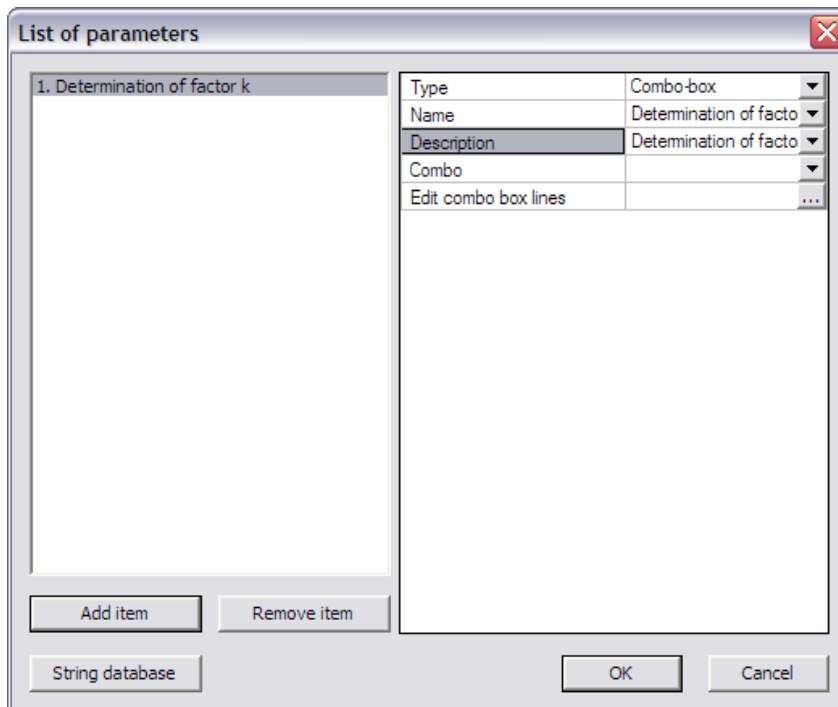 List of parameters
1. Determination of factor k
Type Combo-box
Name Determination of facto
Description Determination of facto
Combo
Edit combo box lines ...
Add item Remove item
String database OK Cancel